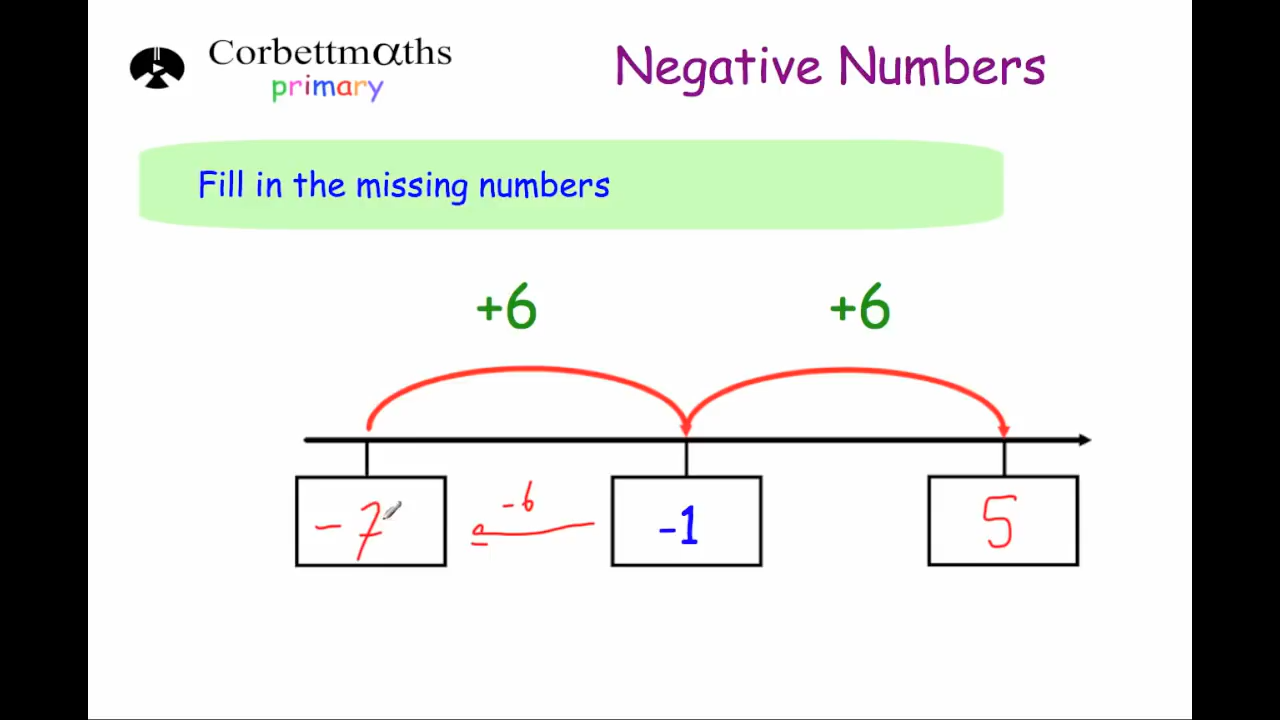 Corbettmαths
primary
Negative Numbers
Fill in the missing numbers
+6 +6
-7 -6 -1 5